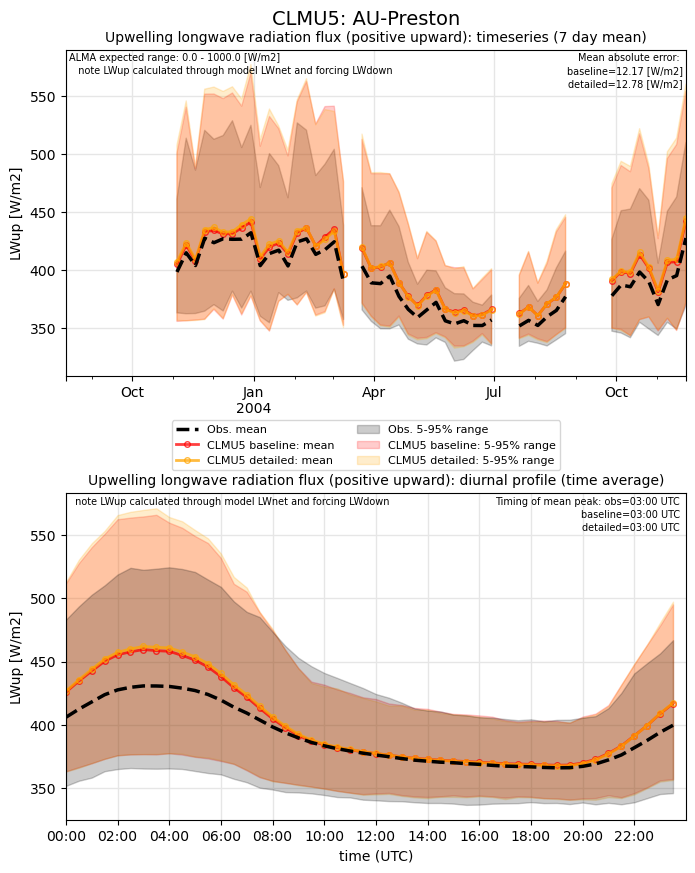 CLMU5: AU-Preston
Upwelling longwave radiation flux (positive upward): timeseries (7 day mean)
ALMA expected range: 0.0 - 1000.0 [W/m2]
note LWup calculated through model LWnet and forcing LWdown
Mean absolute error:
baseline=12.17 [W/m2]
detailed=12.78 [W/m2]
LWup [W/m2]
550
500
450
400
350
Oct
Jan
2004
Apr
Jul
Oct
Obs. mean
CLMU5 baseline: mean
CLMU5 detailed: mean
Obs. 5-95% range
CLMU5 baseline: 5-95% range
CLMU5 detailed: 5-95% range
Upwelling longwave radiation flux (positive upward): diurnal profile (time average)
note LWup calculated through model LWnet and forcing LWdown
Timing of mean peak: obs=03:00 UTC
baseline=03:00 UTC
detailed=03:00 UTC
LWup [W/m2]
550
500
450
400
350
00:00
02:00
04:00
06:00
08:00
10:00
12:00
14:00
16:00
18:00
20:00
22:00
time (UTC)